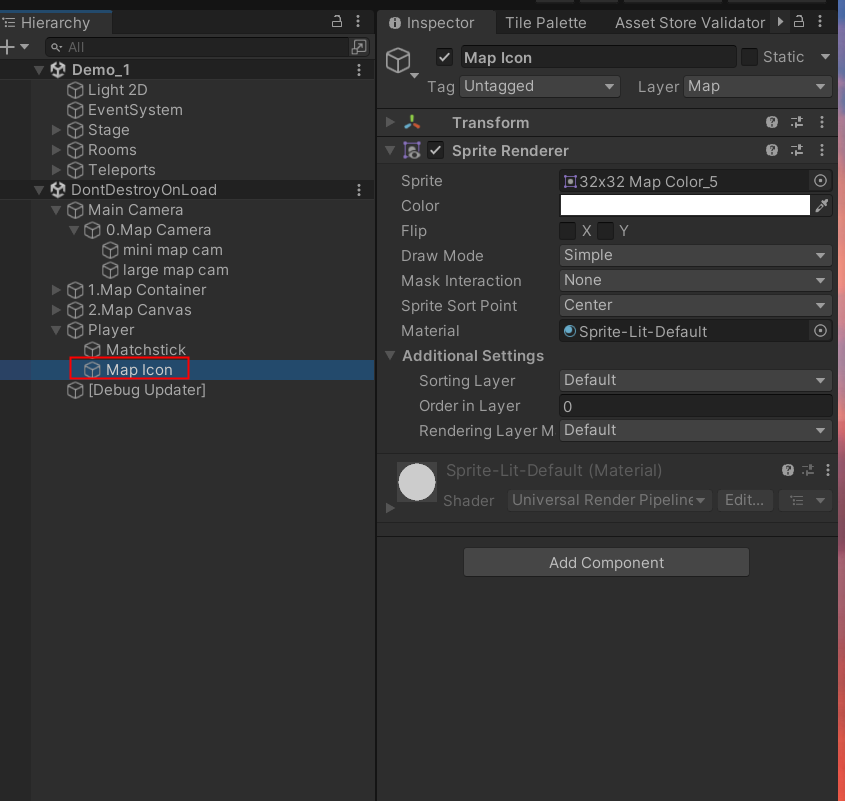 Hierarchy
All
Demo_1
Light 2D
EventSystem
Stage
Rooms
Teleports
DontDestroyOnLoad
Main Camera
0.Map Camera
mini map cam
large map cam
1.Map Container
2.Map Canvas
Player
Matchstick
Map Icon
[Debug Updater]
Inspector Tile Palette Asset Store Validator
Map Icon Static
Tag Untagged Layer Map
Transform
Sprite Renderer
Sprite 32x32 Map Color_5
Color
Flip X Y
Draw Mode Simple
Mask Interaction None
Sprite Sort Point Center
Material Sprite-Lit-Default
Additional Settings
Sorting Layer Default
Order in Layer 0
Rendering Layer M Default
Sprite-Lit-Default (Material)
Shader Universal Render Pipeline Edit...
Add Component